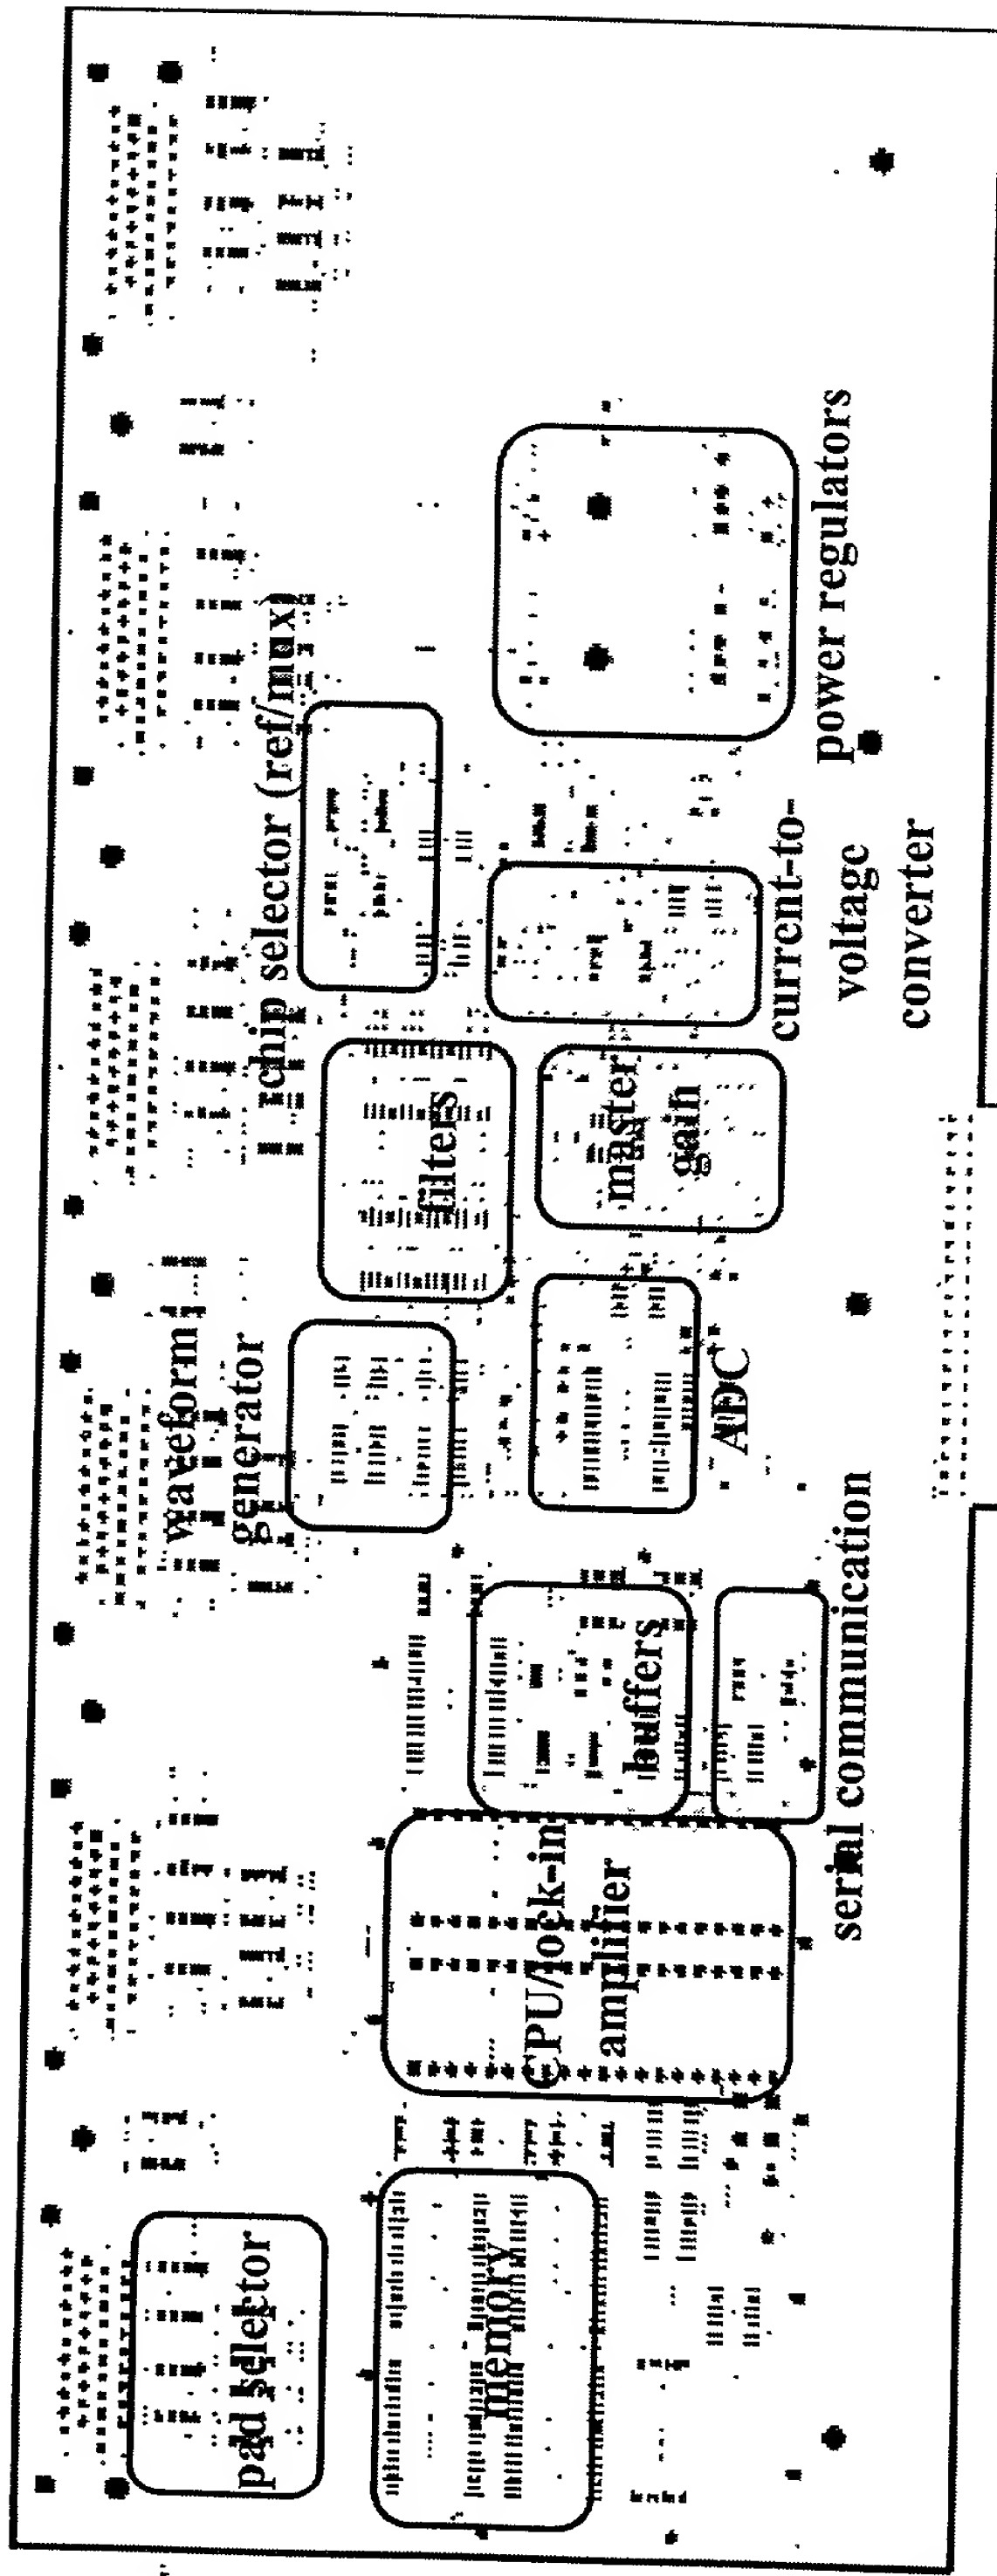 pad selector
memory
CPU/lock-in
amplifier
buffers
serial communication
waveform
generator
ADC
filters
master
gain
chip selector (ref/mux)
current-to-
voltage
converter
power regulators